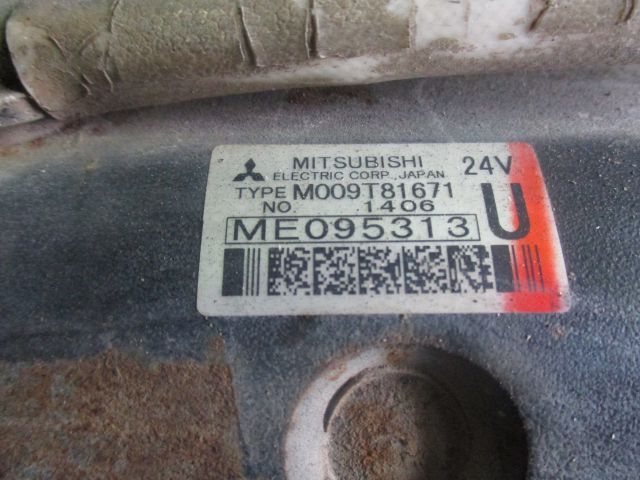 MITSUBISHI 24V
ELECTRIC CORP., JAPAN
TYPE M009T81671
NO. 1406
ME095313 U